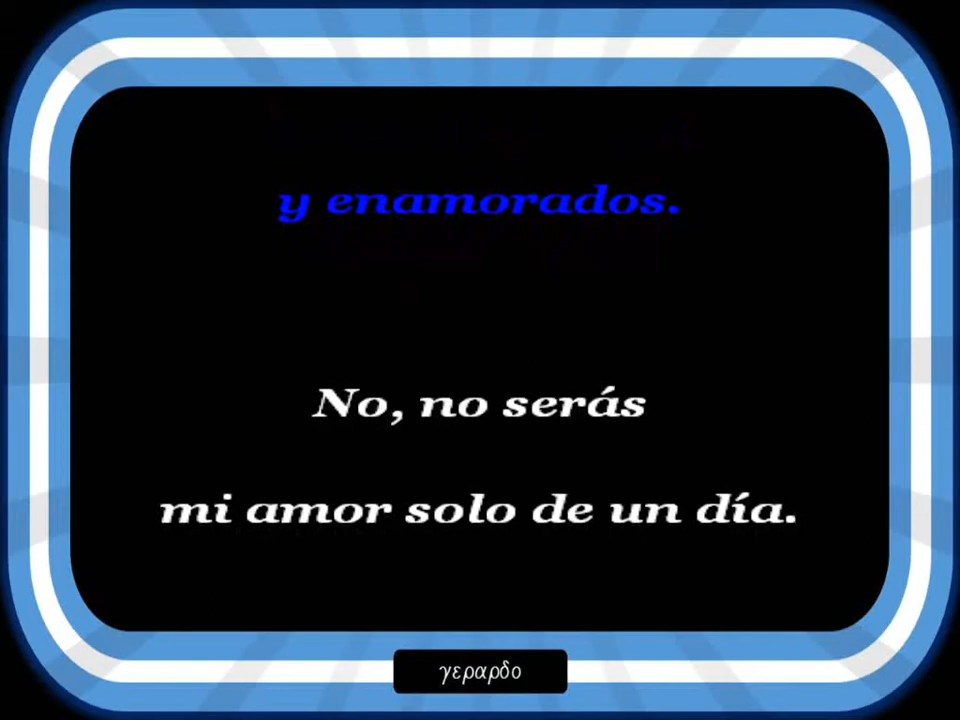 y enamorados.
No, no serás
mi amor solo de un día.
γεραρδο